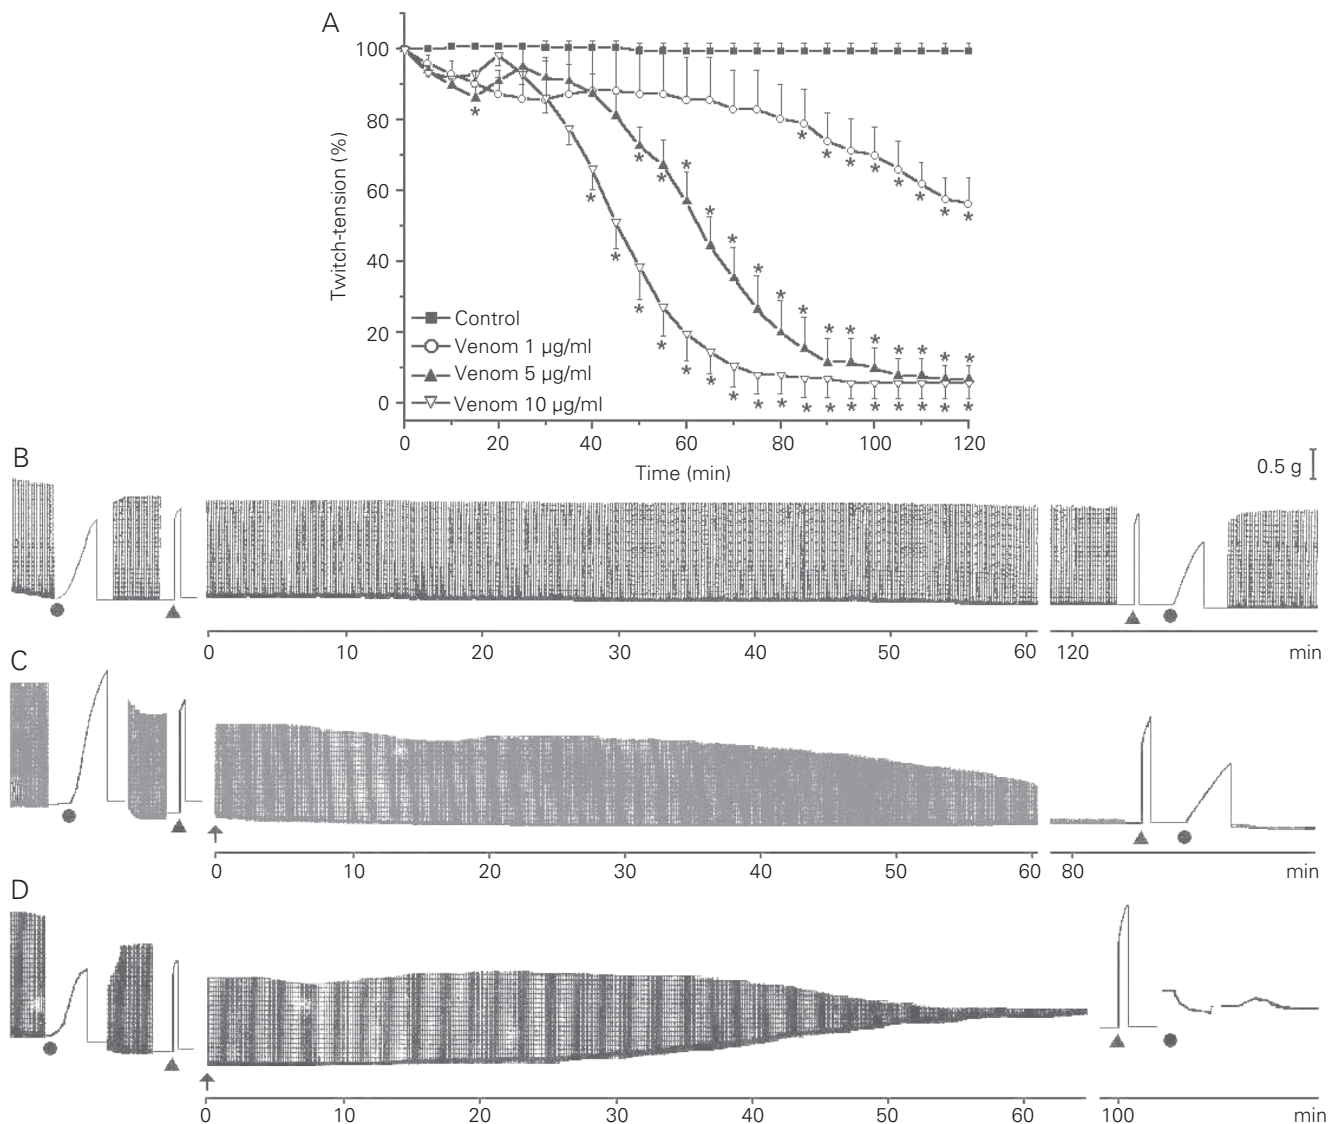 A
Twitch-tension (%)
100
80
60
40
20
0
Control
Venom 1 µg/ml
Venom 5 µg/ml
Venom 10 µg/ml
* * * * * * * * * * * * * * * * * * * * * * * * * * * * * * * * * * * * * * * * * *
0 20 40 60 80 100 120
Time (min)
B
0.5 g
0 10 20 30 40 50 60 120 min
C
0 10 20 30 40 50 60 80 min
D
0 10 20 30 40 50 60 100 min